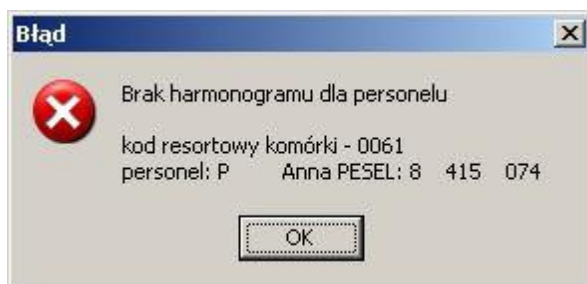 Błąd
Brak harmonogramu dla personelu
kod resortowy komórki - 0061
personel: P Anna PESEL: 8 415 074
OK